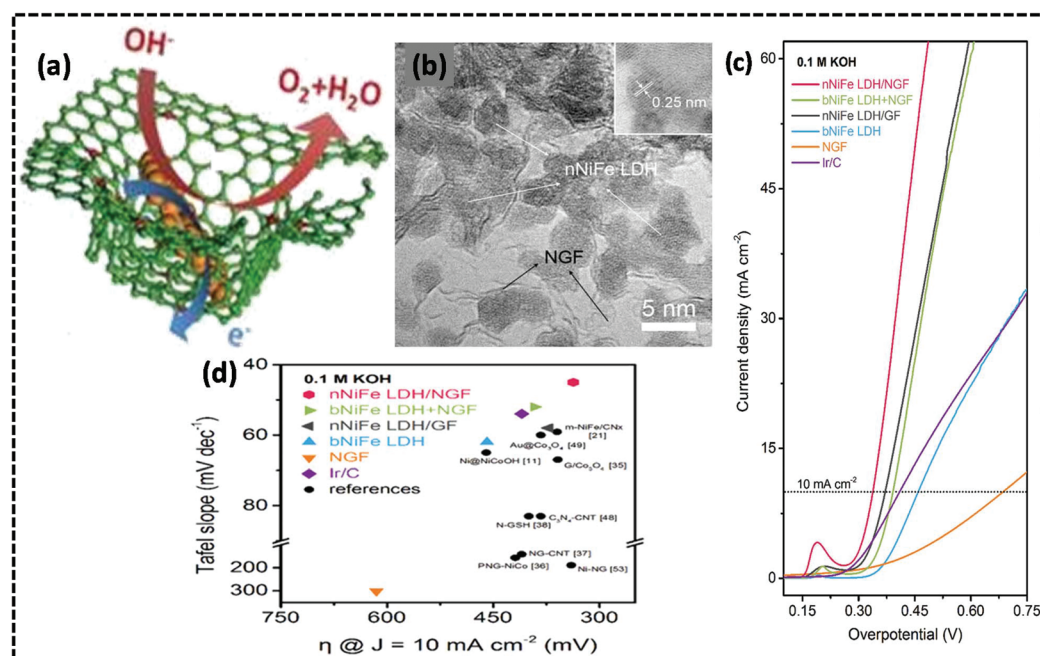 (a)
OH-
O2+H2O
e-
(b)
0.25 nm
nNiFe LDH
NGF
5 nm
(c)
0.1 M KOH
nNiFe LDH/NGF
bNiFe LDH+NGF
nNiFe LDH/GF
bNiFe LDH
NGF
Ir/C
10 mA cm-2
Current density (mA cm-2)
60
45
30
15
0
0.15
0.30
0.45
0.60
0.75
Overpotential (V)
(d)
0.1 M KOH
nNiFe LDH/NGF
bNiFe LDH+NGF
nNiFe LDH/GF
bNiFe LDH
NGF
Ir/C
references
m-NiFe/CNx
[21]
Au@Co3O4 [49]
Ni@NiCoOH [11]
G/Co3O4 [35]
C3N4-CNT [48]
N-GSH [38]
NG-CNT [37]
PNG-NiCo [36]
Ni-NG [53]
Tafel slope (mV dec-1)
40
60
80
200
300
750
600
450
300
η @ J = 10 mA cm-2 (mV)